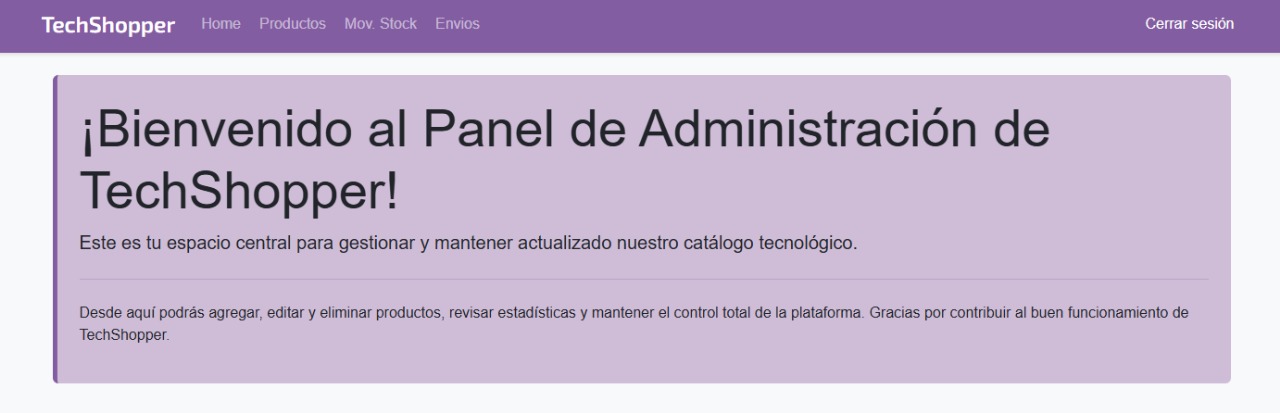 TechShopper Home Productos Mov. Stock Envios Cerrar sesión
¡Bienvenido al Panel de Administración de
TechShopper!
Este es tu espacio central para gestionar y mantener actualizado nuestro catálogo tecnológico.
Desde aquí podrás agregar, editar y eliminar productos, revisar estadísticas y mantener el control total de la plataforma. Gracias por contribuir al buen funcionamiento de
TechShopper.